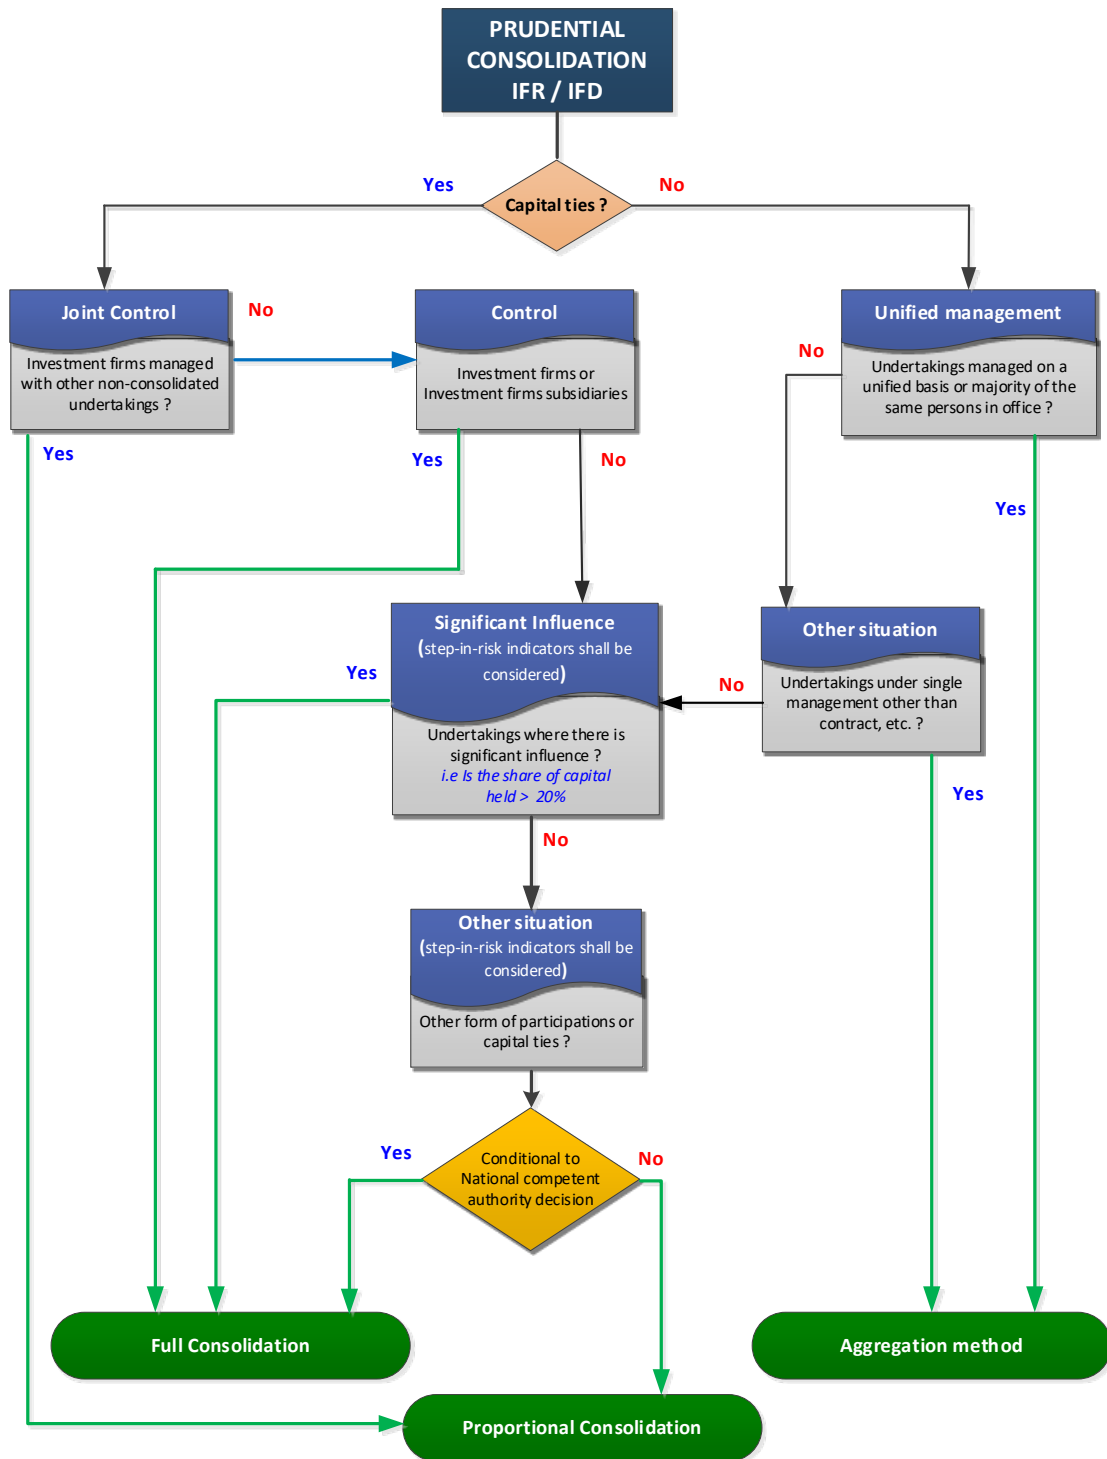 PRUDENTIAL
CONSOLIDATION
IFR / IFD
Yes
No
Capital ties ?
Joint Control
No
Control
Unified management
Investment firms managed
with other non-consolidated
undertakings ?
Investment firms or
Investment firms subsidiaries
No
Undertakings managed on a
unified basis or majority of the
same persons in office ?
Yes
Yes
No
Yes
Significant Influence
(step-in-risk indicators shall be
considered)
Yes
Undertakings where there is
significant influence ?
i.e Is the share of capital
held > 20%
No
Other situation
Undertakings under single
management other than
contract, etc. ?
Yes
No
Other situation
(step-in-risk indicators shall be
considered)
Other form of participations or
capital ties ?
Yes
Conditional to
National competent
authority decision
No
Full Consolidation
Aggregation method
Proportional Consolidation